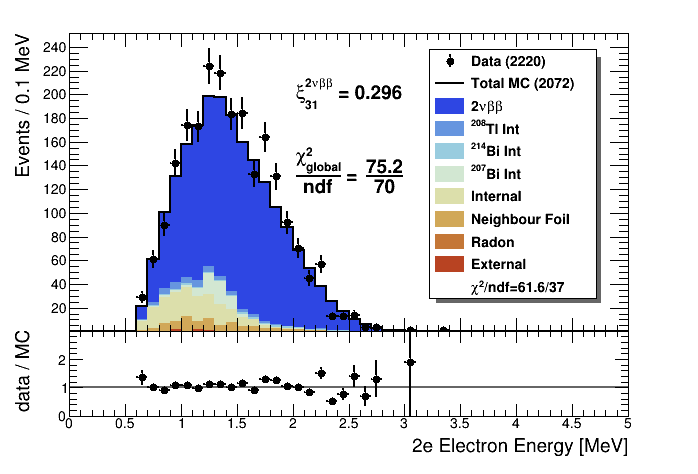 Events / 0.1 MeV
240
220
200
180
160
140
120
100
80
60
40
20
ξ³¹ 2νββ = 0.296
χ² global / ndf = 75.2 / 70
Data (2220)
Total MC (2072)
2νββ
²⁰⁸Tl Int
²¹⁴Bi Int
²⁰⁷Bi Int
Internal
Neighbour Foil
Radon
External
χ²/ndf=61.6/37
data / MC
2
1
0
0 0.5 1 1.5 2 2.5 3 3.5 4 4.5 5
2e Electron Energy [MeV]